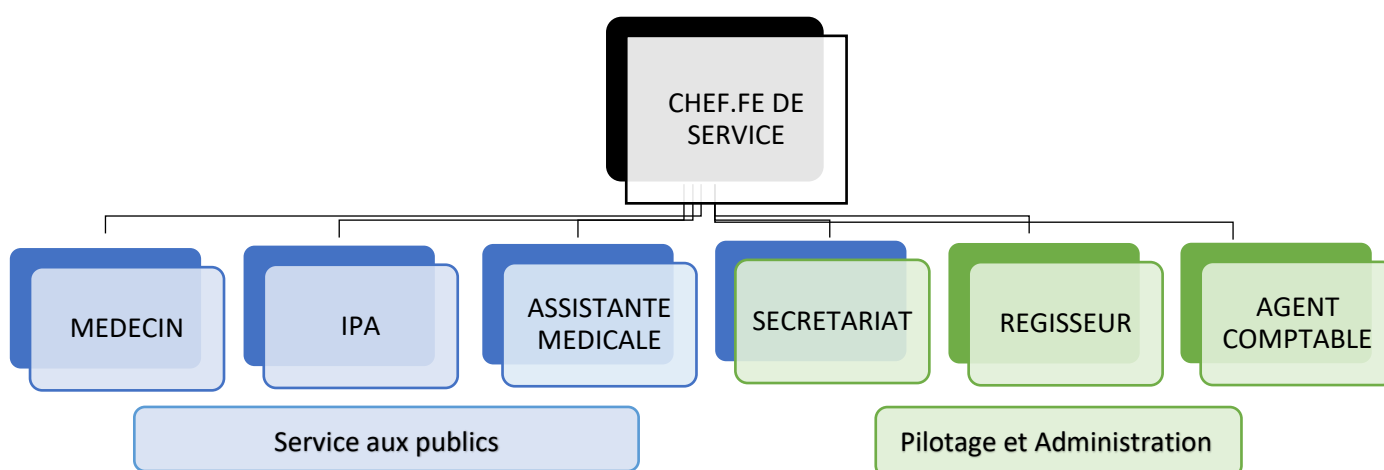 CHEF.FE DE
SERVICE
MEDECIN
IPA
ASSISTANTE
MEDICALE
SECRETARIAT
REGISSEUR
AGENT
COMPTABLE
Service aux publics
Pilotage et Administration